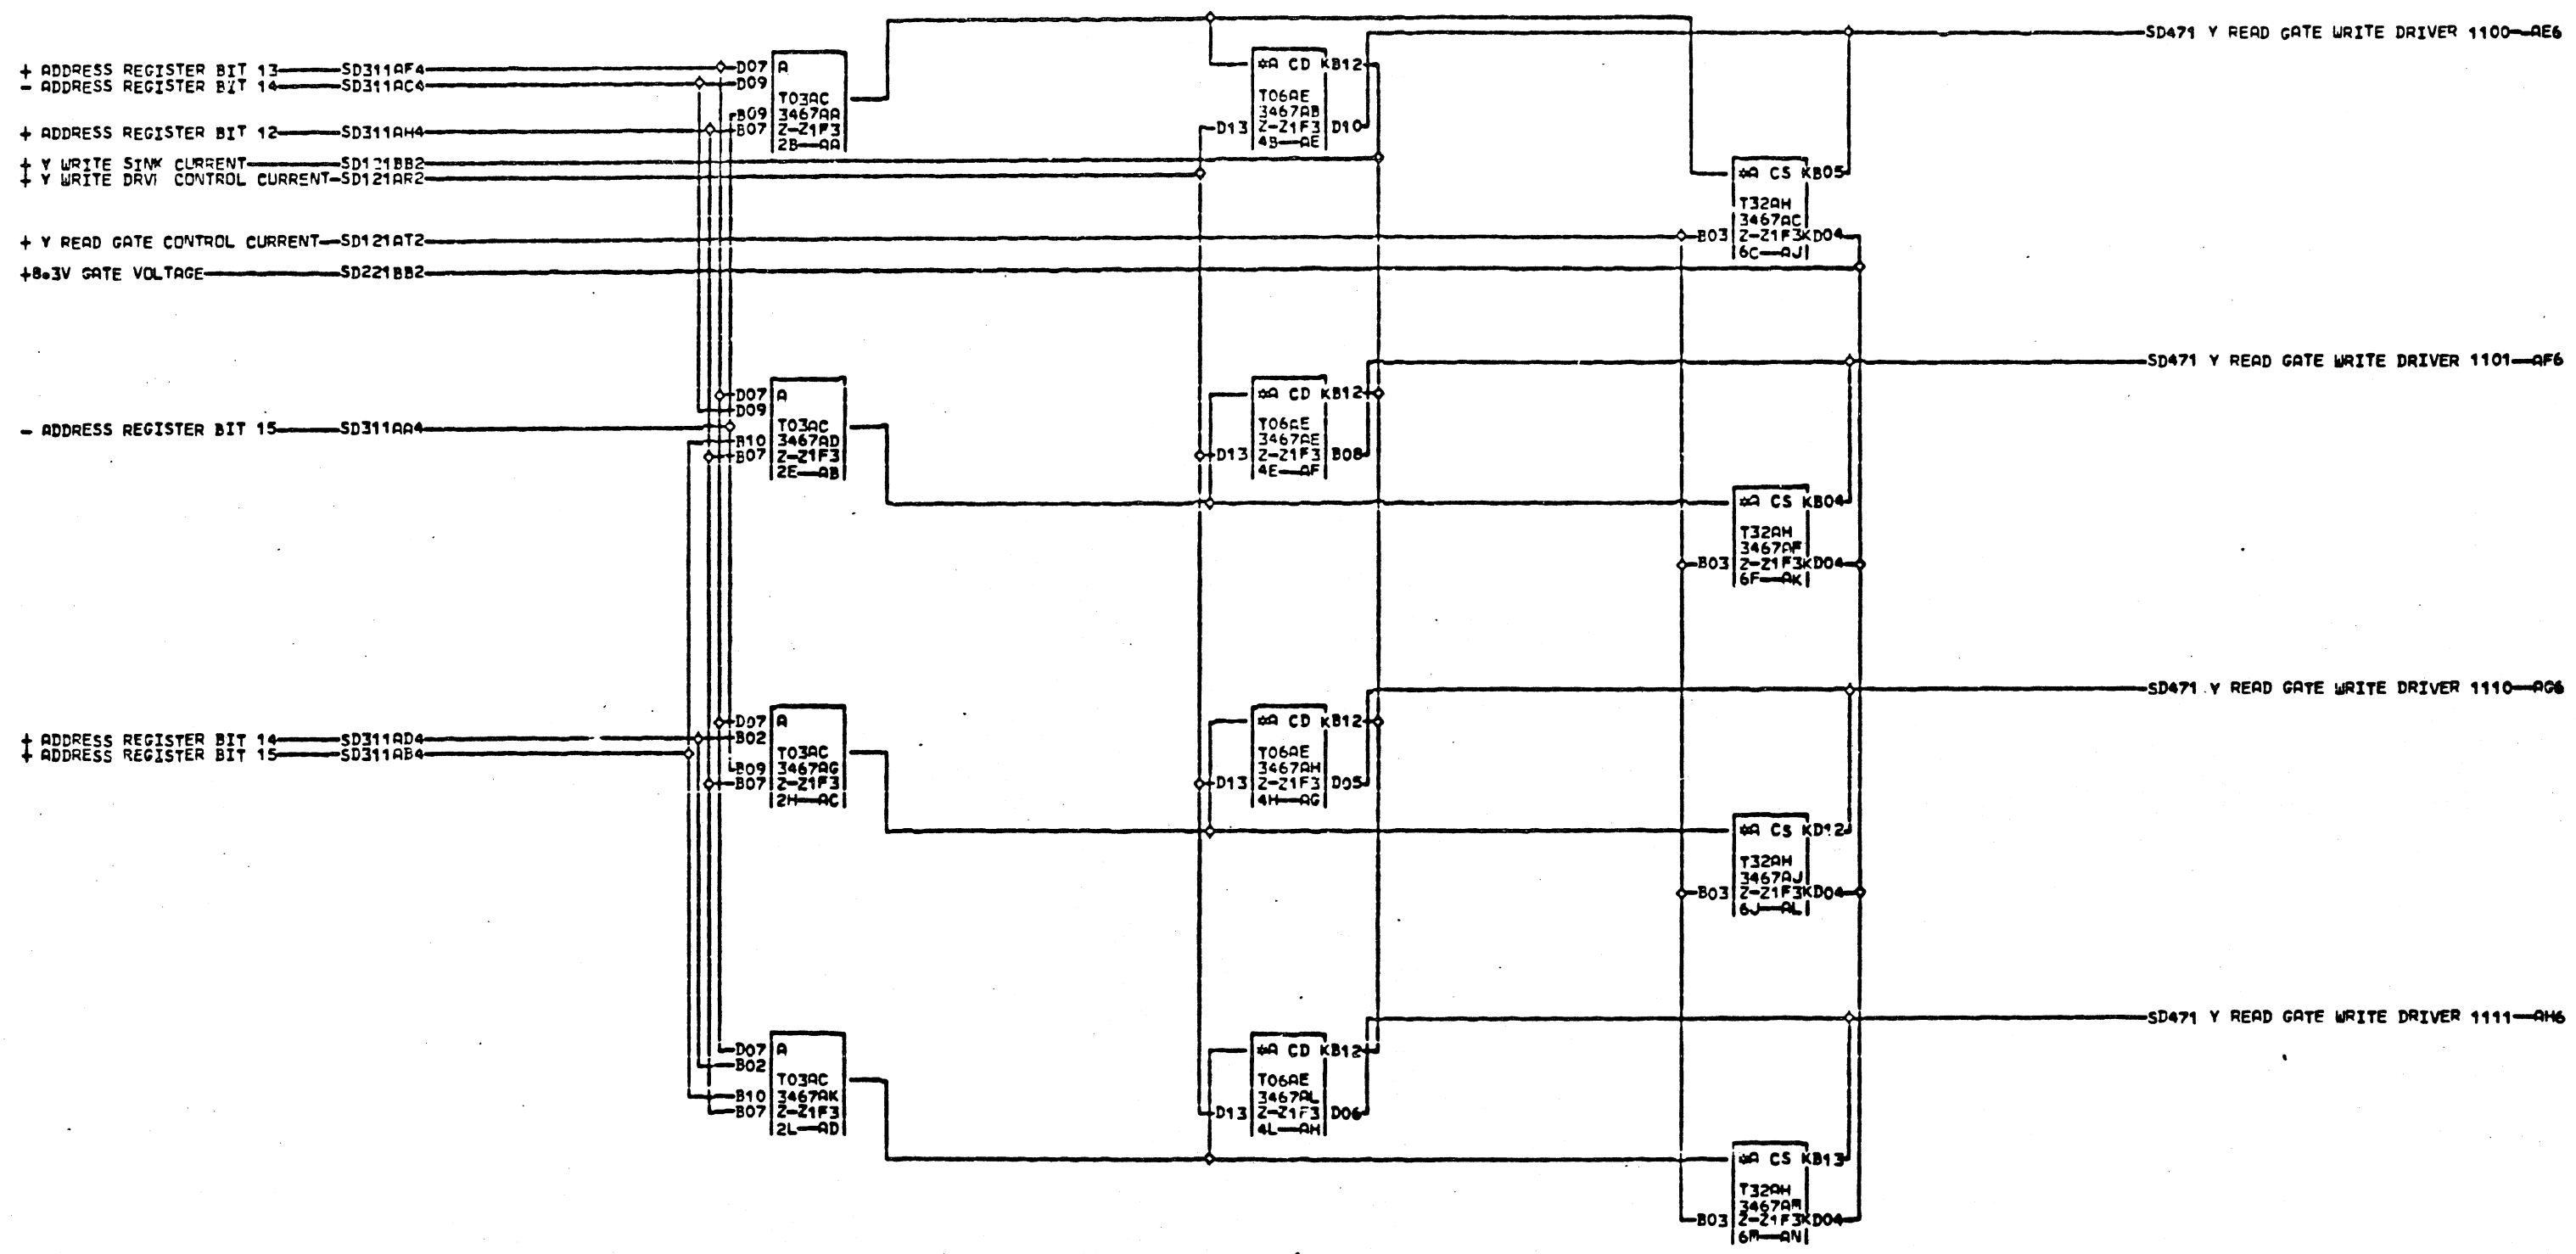 SD471 Y READ GATE WRITE DRIVER 1100—AE6
+ ADDRESS REGISTER BIT 13—SD311AF4
- ADDRESS REGISTER BIT 14—SD311AC4
+ ADDRESS REGISTER BIT 12—SD311AH4
+ Y WRITE SINK CURRENT—SD121BB2
+ Y WRITE DRVR CONTROL CURRENT—SD121AR2
+ Y READ GATE CONTROL CURRENT—SD121AT2
+8.3V GATE VOLTAGE—SD221BB2
D07 A
D09
T03AC
B09 3467AA
B07 Z-Z1F3
2B—AA
*A CD KB12
T06AE
3467AB
D13 Z-Z1F3 D10
4B—AE
*A CS KB05
T32AH
3467AC
B03 Z-Z1F3KD04
6C—AJ
SD471 Y READ GATE WRITE DRIVER 1101—AF6
- ADDRESS REGISTER BIT 15—SD311AA4
D07 A
D09
T03AC
B10 3467AD
B07 Z-Z1F3
2E—AB
*A CD KB12
T06AE
3467AE
D13 Z-Z1F3 B08
4E—AF
*A CS KB04
T32AH
3467AF
B03 Z-Z1F3KD04
6F—AK
SD471 Y READ GATE WRITE DRIVER 1110—AG6
+ ADDRESS REGISTER BIT 14—SD311AD4
+ ADDRESS REGISTER BIT 15—SD311AB4
D07 A
B02
T03AC
B09 3467AG
B07 Z-Z1F3
2H—AC
*A CD KB12
T06AE
3467AH
D13 Z-Z1F3 D05
4H—AG
*A CS KD12
T32AH
3467AJ
B03 Z-Z1F3KD04
6J—AL
SD471 Y READ GATE WRITE DRIVER 1111—AH6
D07 A
B02
T03AC
B10 3467AK
B07 Z-Z1F3
2L—AD
*A CD KB12
T06AE
3467AL
D13 Z-Z1F3 D06
4L—AH
*A CS KB13
T32AH
3467AM
B03 Z-Z1F3KD04
6M—AN